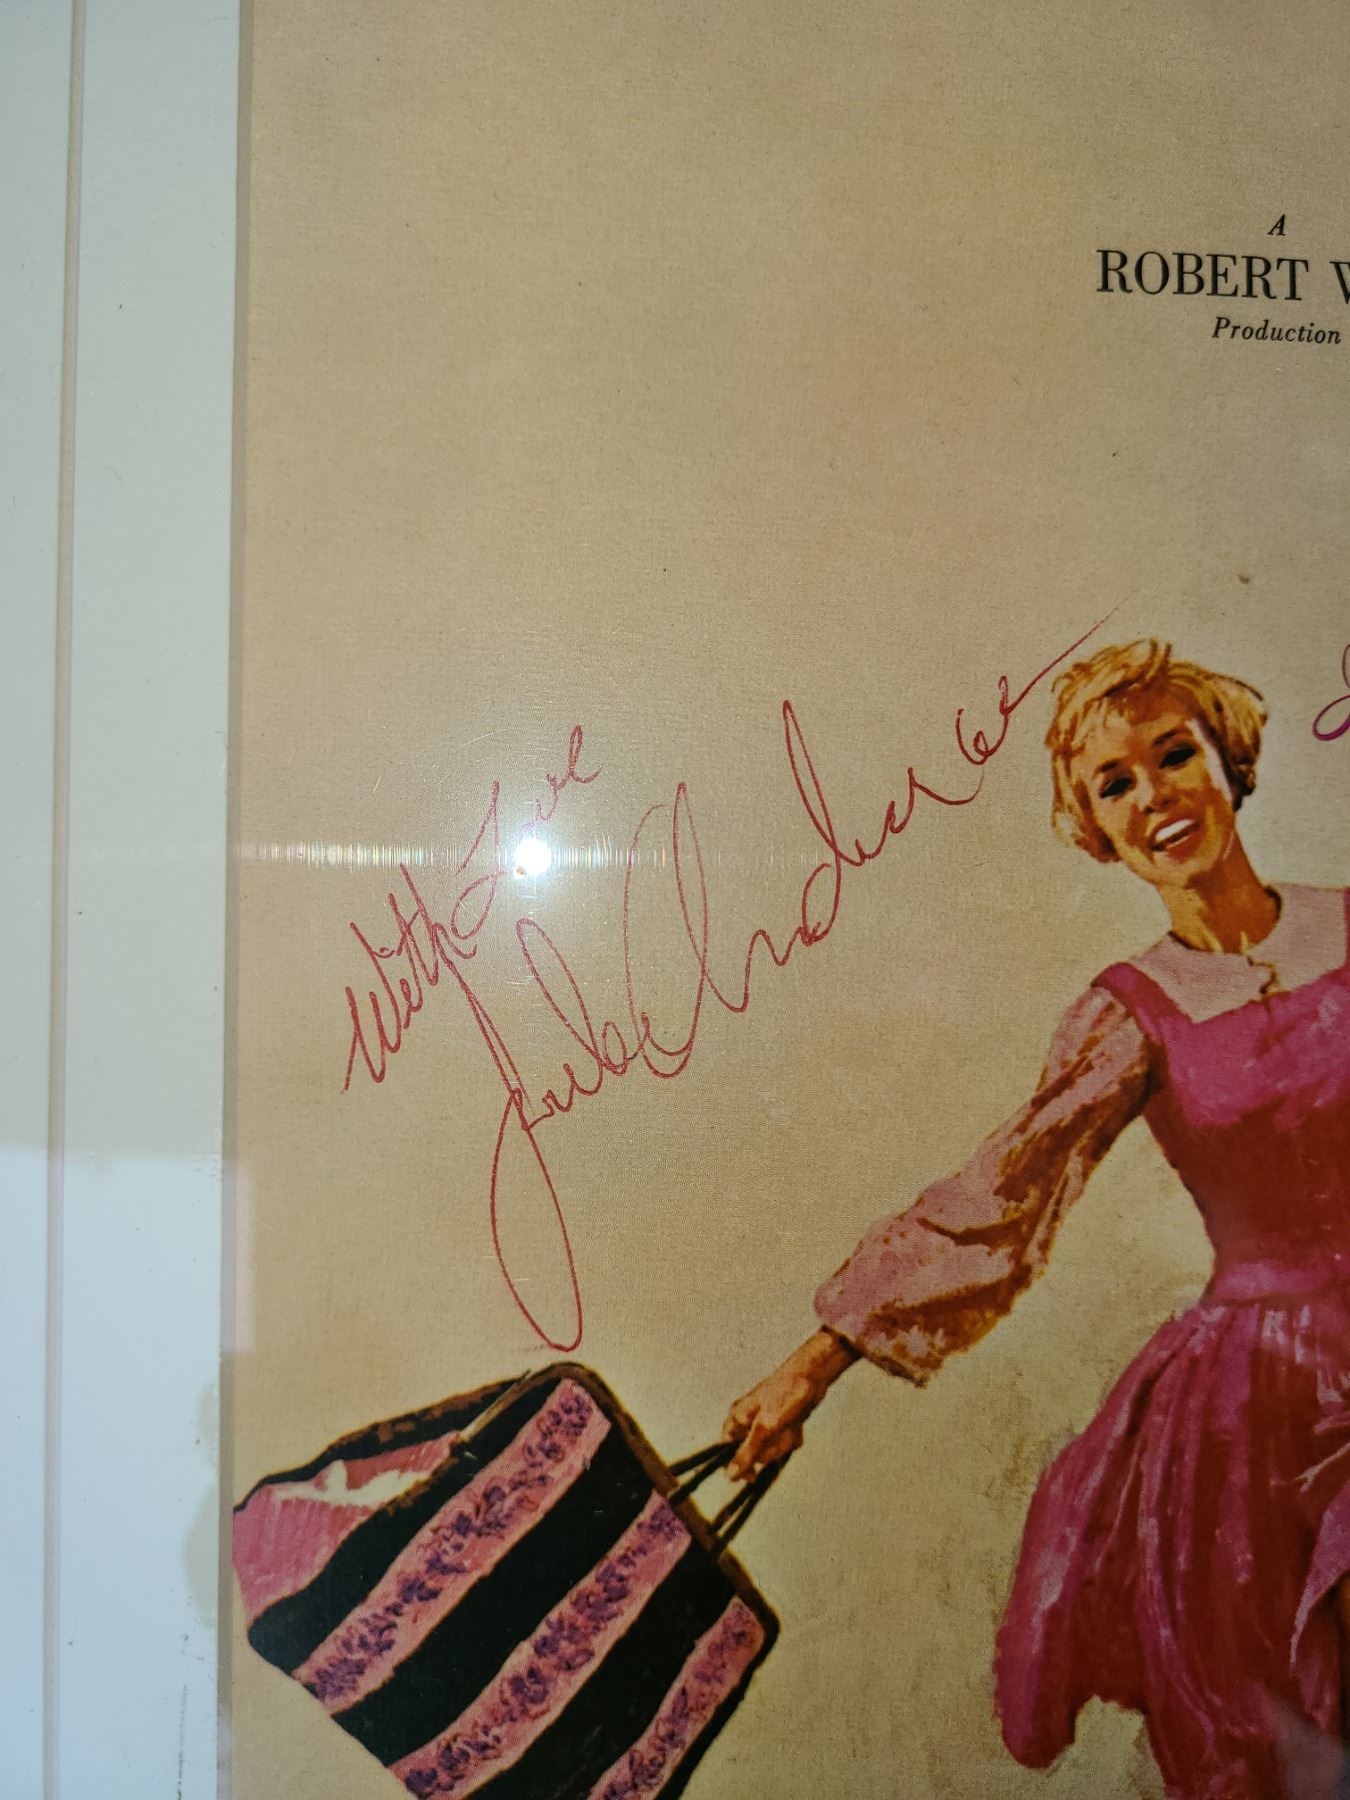 A
ROBERT W
Production
With Love
Julie Andrews